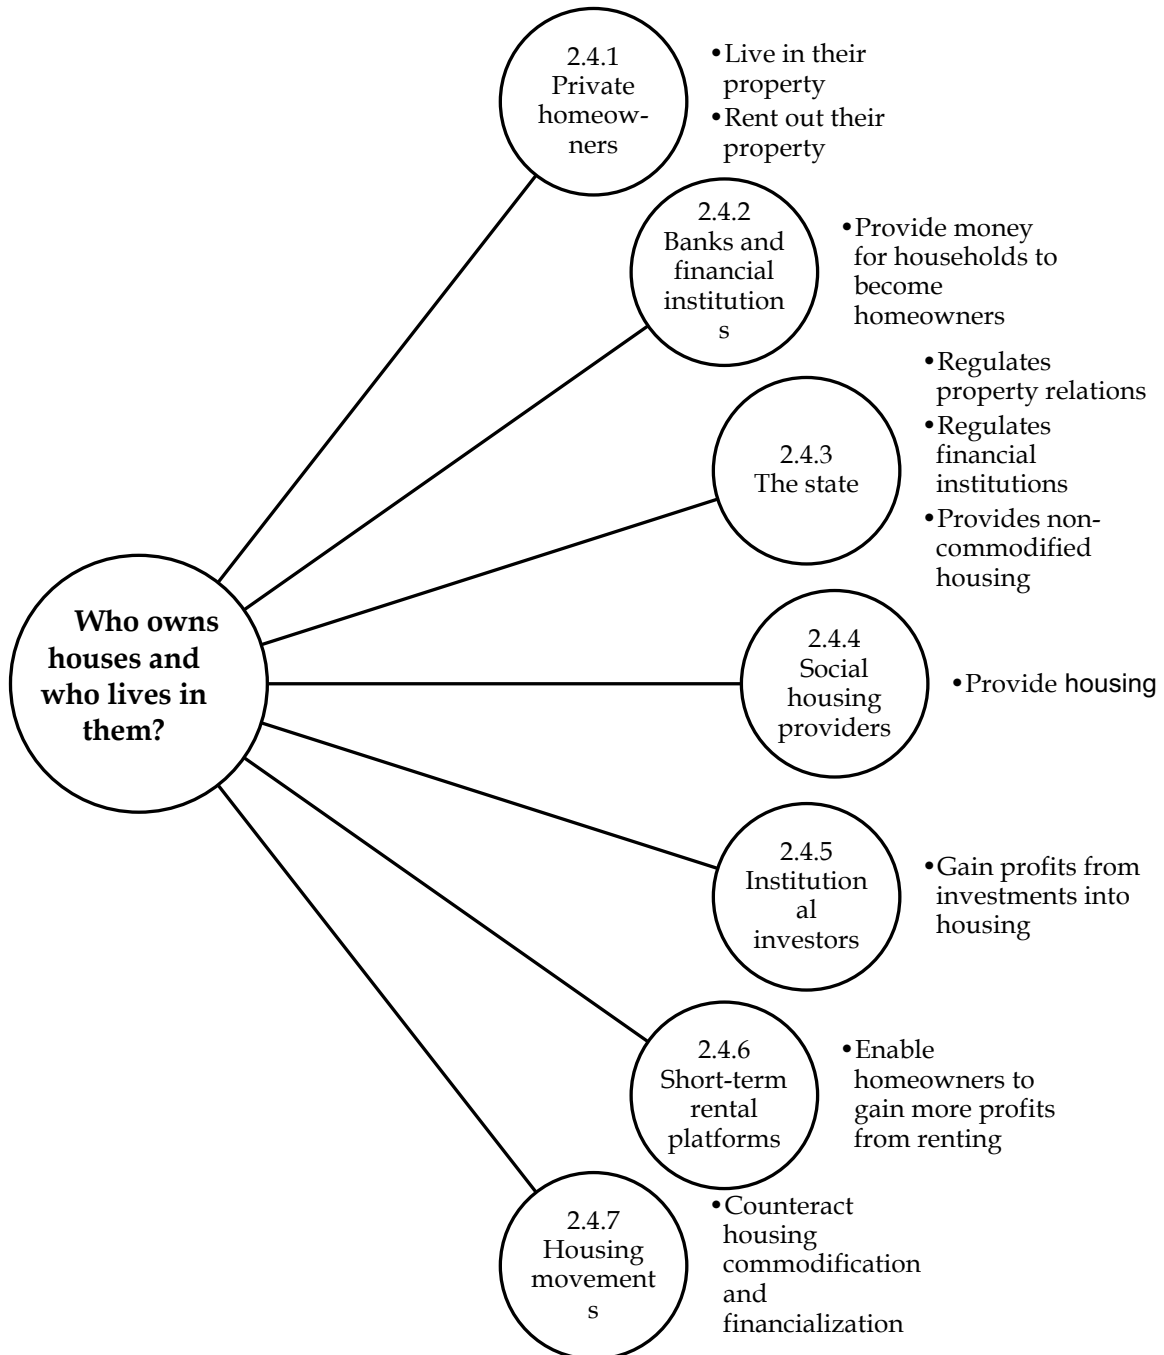 2.4.1
Private
homeow-
ners
•Live in their
property
•Rent out their
property
2.4.2
Banks and
financial
institution
s
•Provide money
for households to
become
homeowners
2.4.3
The state
•Regulates
property relations
•Regulates
financial
institutions
•Provides non-
commodified
housing
Who owns
houses and
who lives in
them?
2.4.4
Social
housing
providers
•Provide housing
2.4.5
Institution
al
investors
•Gain profits from
investments into
housing
2.4.6
Short-term
rental
platforms
•Enable
homeowners to
gain more profits
from renting
2.4.7
Housing
movement
s
•Counteract
housing
commodification
and
financialization